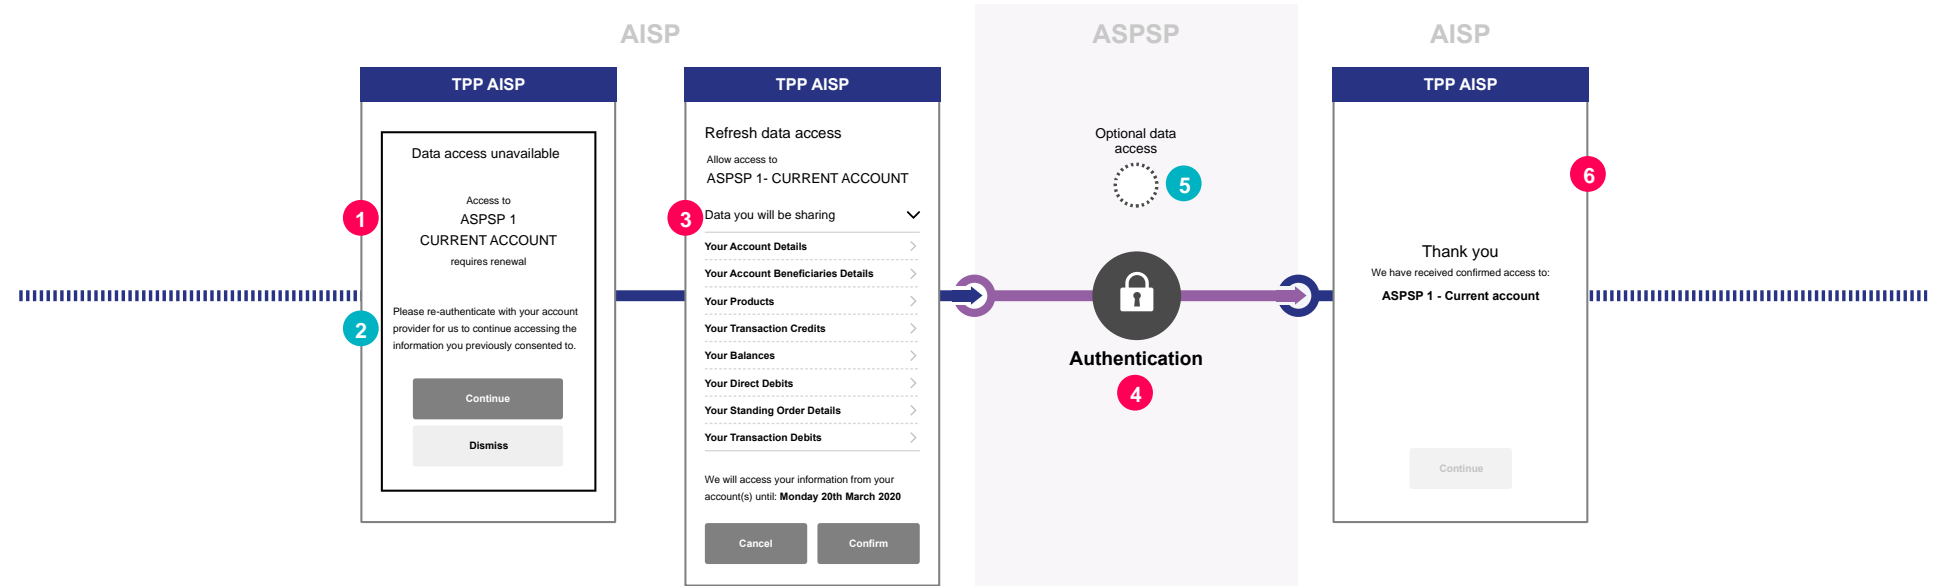 AISP
ASPSP
AISP
TPP AISP
Data access unavailable
Access to
ASPSP 1
CURRENT ACCOUNT
requires renewal
Please re-authenticate with your account
provider for us to continue accessing the
information you previously consented to.
Continue
Dismiss
1
2
TPP AISP
Refresh data access
Allow access to
ASPSP 1- CURRENT ACCOUNT
3
Data you will be sharing
Your Account Details
Your Account Beneficiaries Details
Your Products
Your Transaction Credits
Your Balances
Your Direct Debits
Your Standing Order Details
Your Transaction Debits
We will access your information from your
account(s) until: Monday 20th March 2020
Cancel
Confirm
Optional data
access
5
Authentication
4
TPP AISP
6
Thank you
We have received confirmed access to:
ASPSP 1 - Current account
Continue